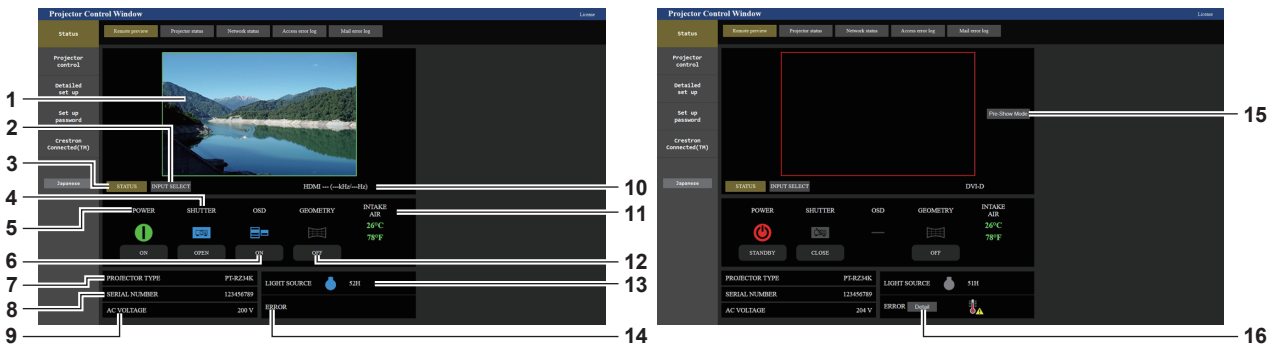 Projector Control Window License
Status
Remote preview Projector status Network status Access error log Mail error log
Projector control
Detailed set up
Set up password
Crestron Connected(TM)
Japanese
STATUS INPUT SELECT HDMI --- (---kHz/---Hz)
POWER SHUTTER OSD GEOMETRY INTAKE AIR
26°C
78°F
ON OPEN ON OFF
PROJECTOR TYPE PT-RZ34K
SERIAL NUMBER 123456789
AC VOLTAGE 200 V
LIGHT SOURCE 52H
ERROR
1
2
3
4
5
6
7
8
9
10
11
12
13
14
Projector Control Window License
Status
Remote preview Projector status Network status Access error log Mail error log
Projector control
Detailed set up
Set up password
Crestron Connected(TM)
Japanese
Pre-Show Mode
STATUS INPUT SELECT DVI-D
POWER SHUTTER OSD GEOMETRY INTAKE AIR
26°C
78°F
STANDBY CLOSE OFF
PROJECTOR TYPE PT-RZ34K
SERIAL NUMBER 123456789
AC VOLTAGE 204 V
LIGHT SOURCE 51H
ERROR Detail
15
16